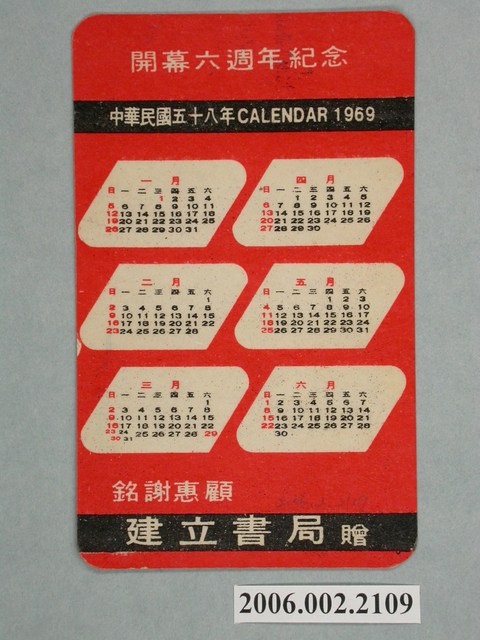 開幕六週年紀念
中華民國五十八年CALENDAR 1969
一月
日 一 二 三 四 五 六
1 2 3 4
5 6 7 8 9 10 11
12 13 14 15 16 17 18
19 20 21 22 23 24 25
26 27 28 29 30 31
二月
日 一 二 三 四 五 六
1
2 3 4 5 6 7 8
9 10 11 12 13 14 15
16 17 18 19 20 21 22
23 24 25 26 27 28
三月
日 一 二 三 四 五 六
1
2 3 4 5 6 7 8
9 10 11 12 13 14 15
16 17 18 19 20 21 22
23 24 25 26 27 28 29
30 31
四月
日 一 二 三 四 五 六
1 2 3 4 5
6 7 8 9 10 11 12
13 14 15 16 17 18 19
20 21 22 23 24 25 26
27 28 29 30
五月
日 一 二 三 四 五 六
1 2 3
4 5 6 7 8 9 10
11 12 13 14 15 16 17
18 19 20 21 22 23 24
25 26 27 28 29 30 31
六月
日 一 二 三 四 五 六
1 2 3 4 5 6 7
8 9 10 11 12 13 14
15 16 17 18 19 20 21
22 23 24 25 26 27 28
29 30
銘謝惠顧
建立書局 贈
2006.002.2109